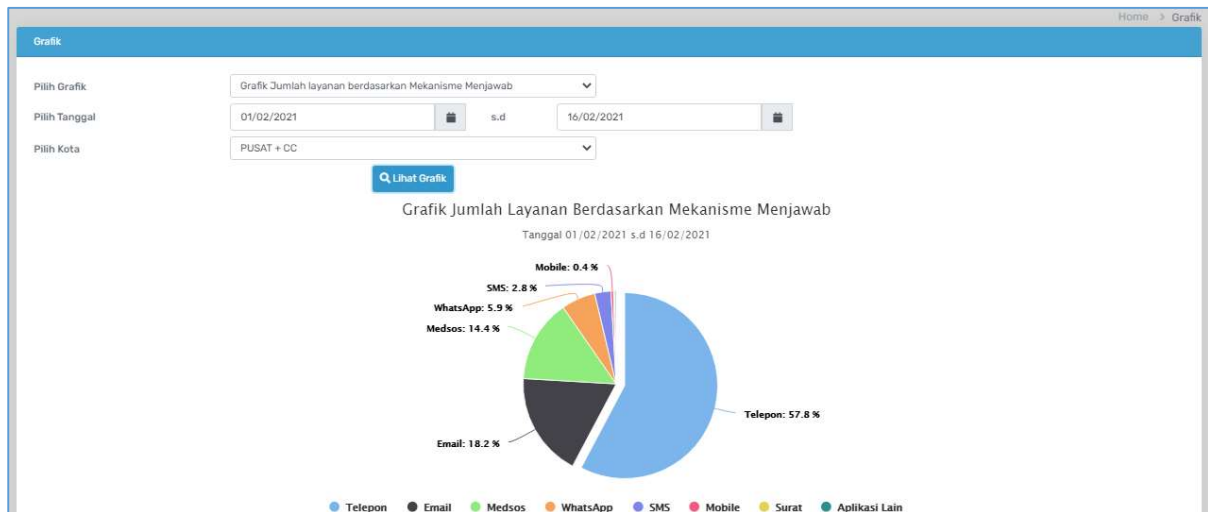 Home > Grafik
Grafik
Pilih Grafik Grafik Jumlah layanan berdasarkan Mekanisme Menjawab
Pilih Tanggal 01/02/2021 s.d 16/02/2021
Pilih Kota PUSAT + CC
Lihat Grafik
Grafik Jumlah Layanan Berdasarkan Mekanisme Menjawab
Tanggal 01/02/2021 s.d 16/02/2021
Mobile: 0.4 %
SMS: 2.8 %
WhatsApp: 5.9 %
Medsos: 14.4 %
Telepon: 57.8 %
Email: 18.2 %
Telepon Email Medsos WhatsApp SMS Mobile Surat Aplikasi Lain